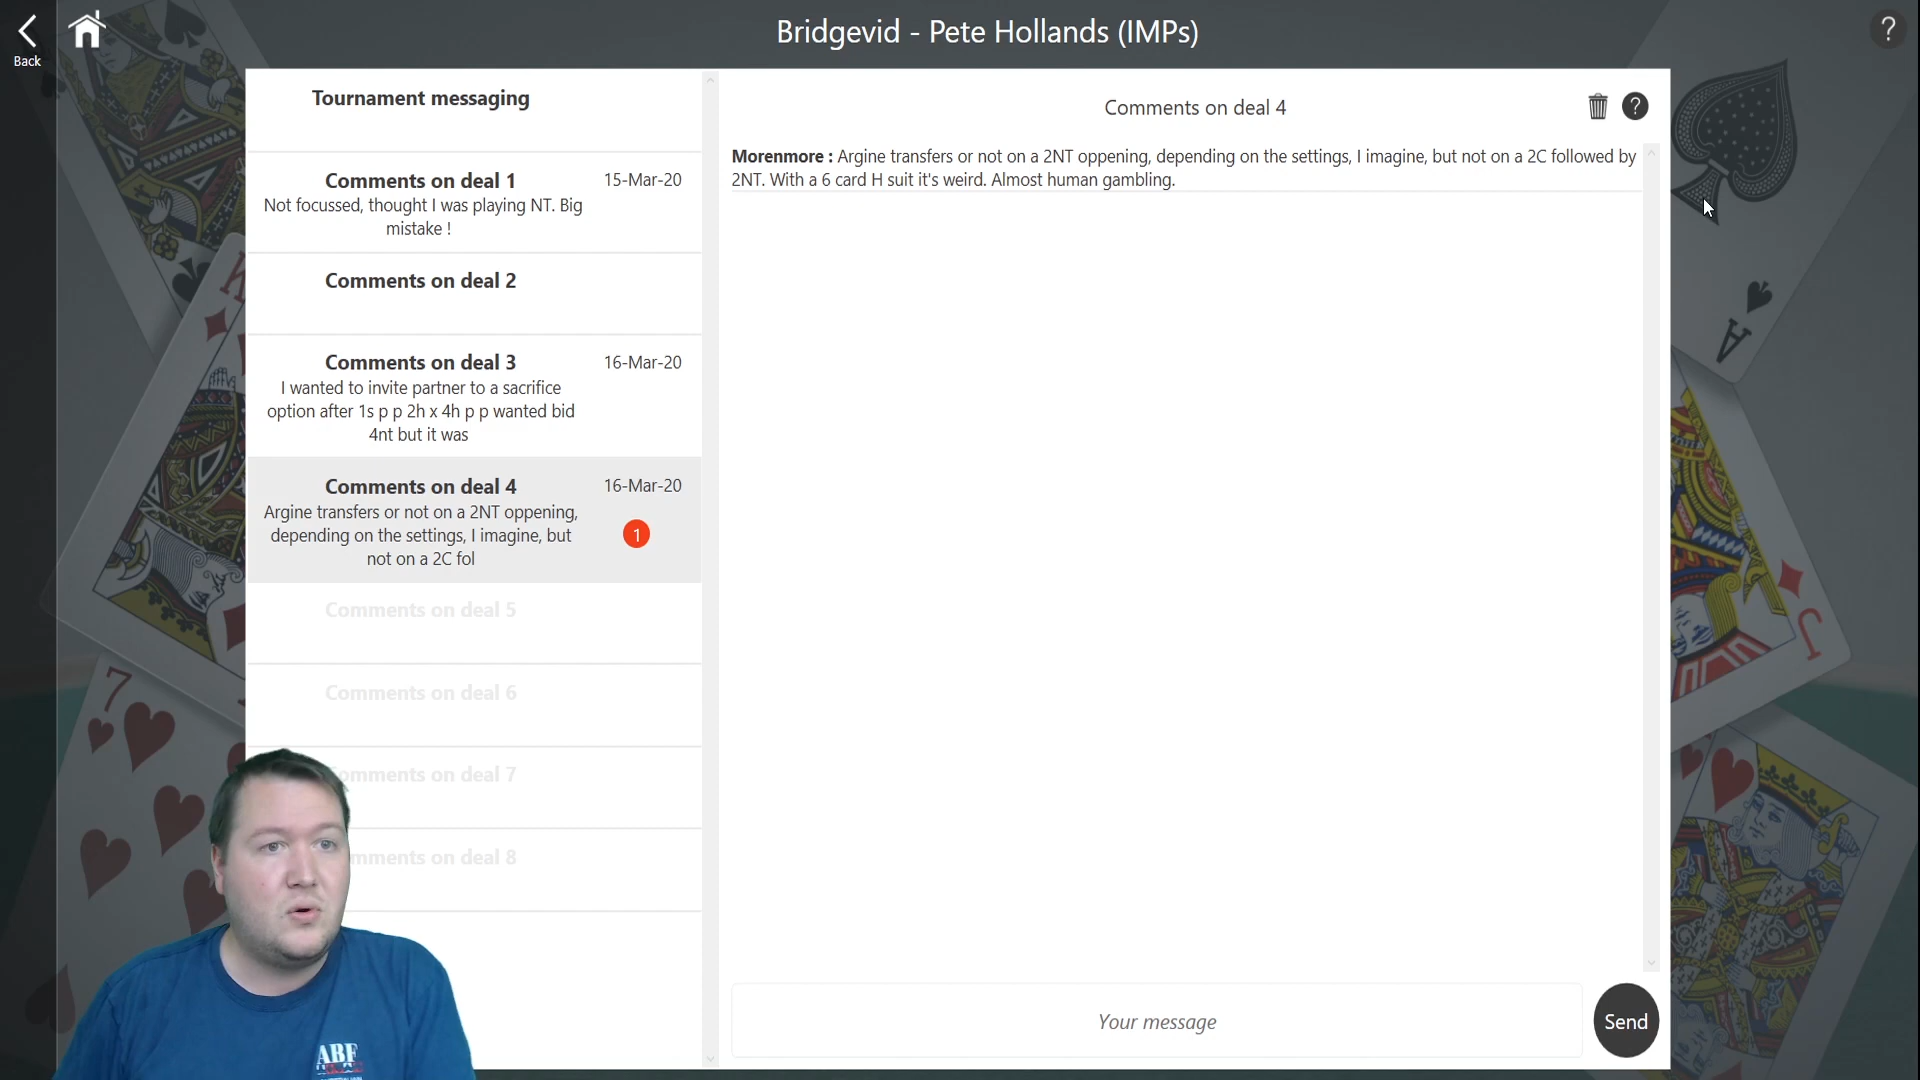 Back
Bridgevid - Pete Hollands (IMPs)
?
Tournament messaging
Comments on deal 1
15-Mar-20
Not focussed, thought I was playing NT. Big
mistake !
Comments on deal 2
Comments on deal 3
16-Mar-20
I wanted to invite partner to a sacrifice
option after 1s p p 2h x 4h p p wanted bid
4nt but it was
Comments on deal 4
16-Mar-20
Argine transfers or not on a 2NT oppening,
depending on the settings, I imagine, but
not on a 2C fol
1
Comments on deal 5
Comments on deal 6
omments on deal 7
mments on deal 8
Comments on deal 4
?
Morenmore : Argine transfers or not on a 2NT oppening, depending on the settings, I imagine, but not on a 2C followed by
2NT. With a 6 card H suit it's weird. Almost human gambling.
Your message
Send
A
K
J
7
ABF